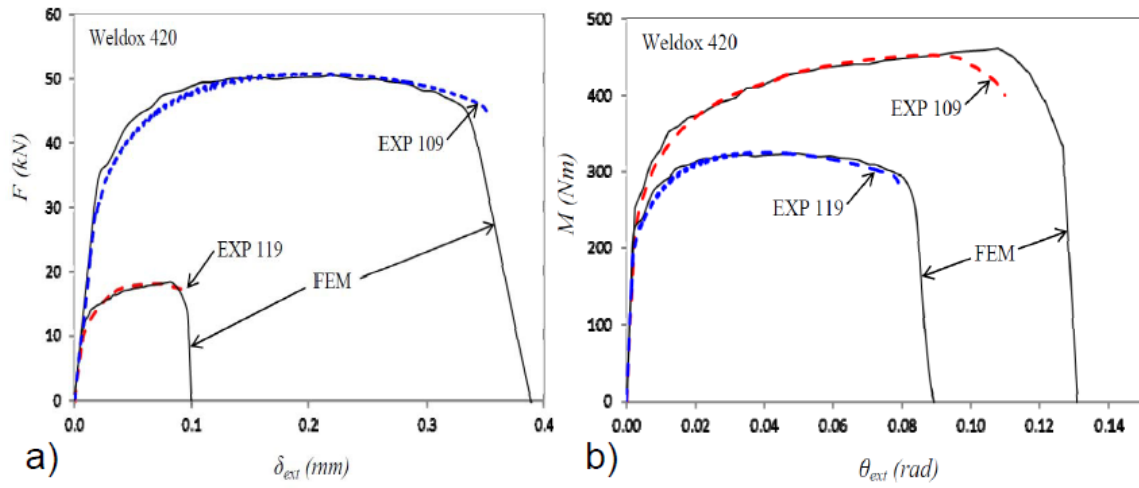 Weldox 420
F (kN)
60
50
40
30
20
10
0
0.0 0.1 0.2 0.3 0.4
EXP 109
EXP 119
FEM
a)
δext (mm)
Weldox 420
M (Nm)
500
400
300
200
100
0
0.00 0.02 0.04 0.06 0.08 0.10 0.12 0.14
EXP 109
EXP 119
FEM
b)
θext (rad)